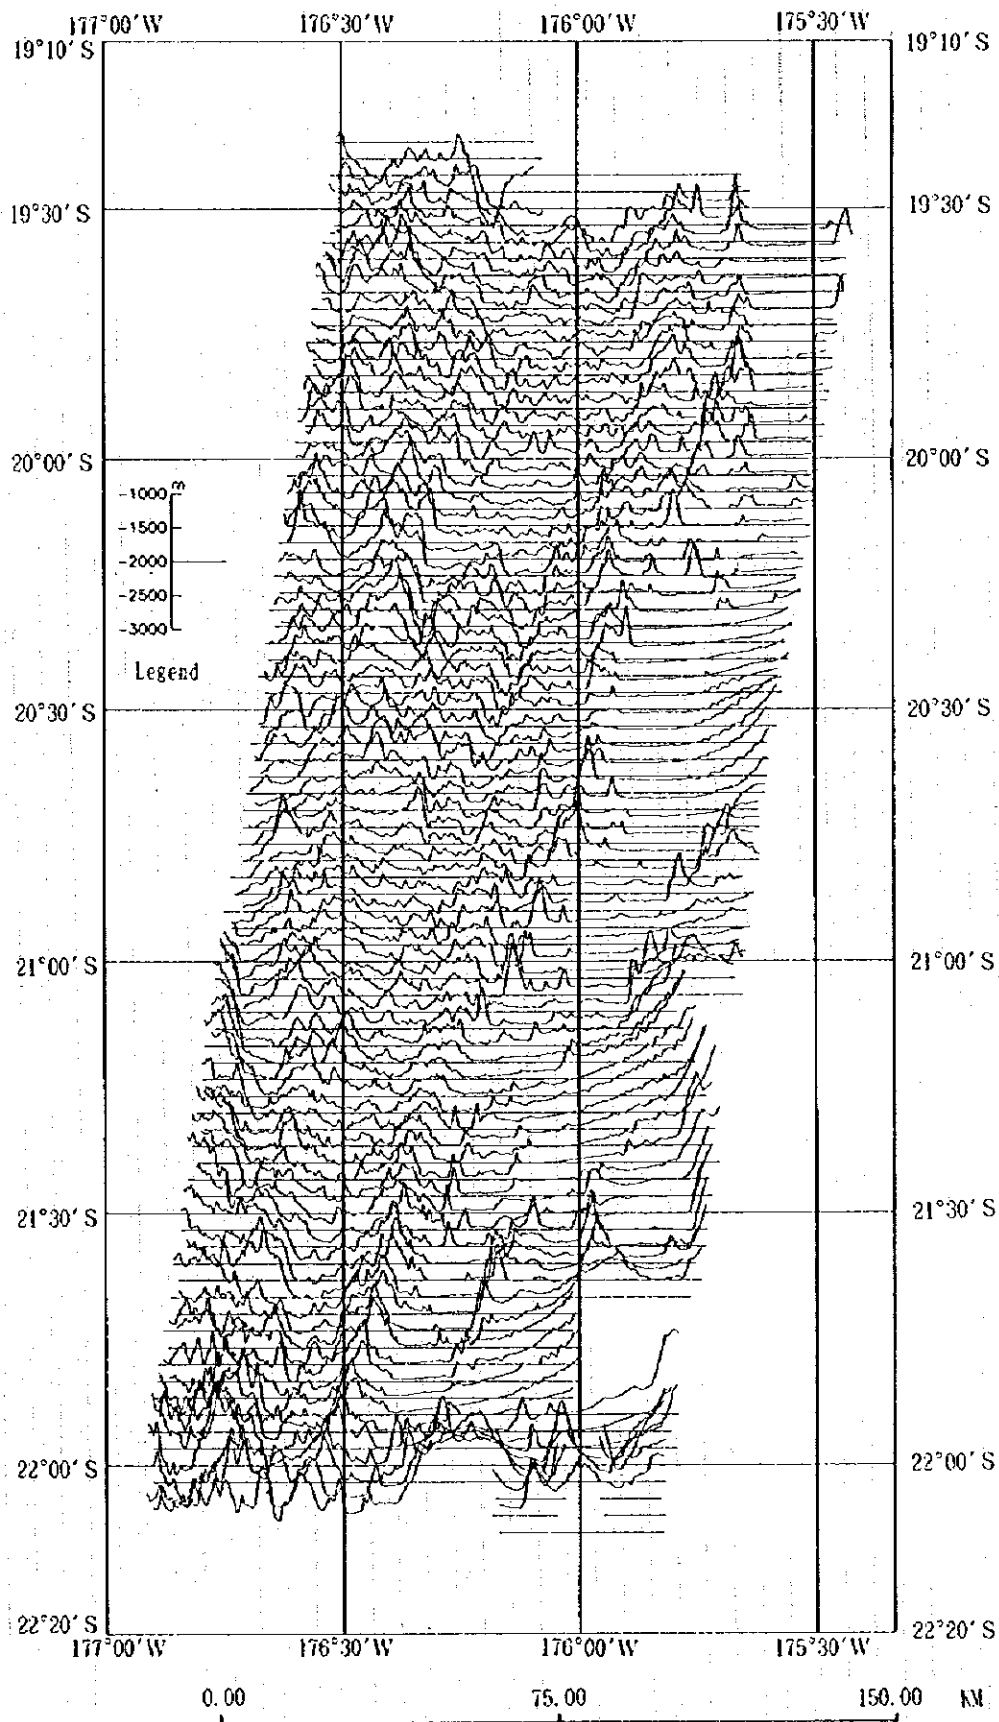 177°00'W 176°30'W 176°00'W 175°30'W
19°10' S 19°10' S
19°30' S 19°30' S
20°00' S 20°00' S
-1000 m
-1500
-2000
-2500
-3000
Legend
20°30' S 20°30' S
21°00' S 21°00' S
21°30' S 21°30' S
22°00' S 22°00' S
22°20' S 22°20' S
177°00'W 176°30'W 176°00'W 175°30'W
0.00 75.00 150.00 KM